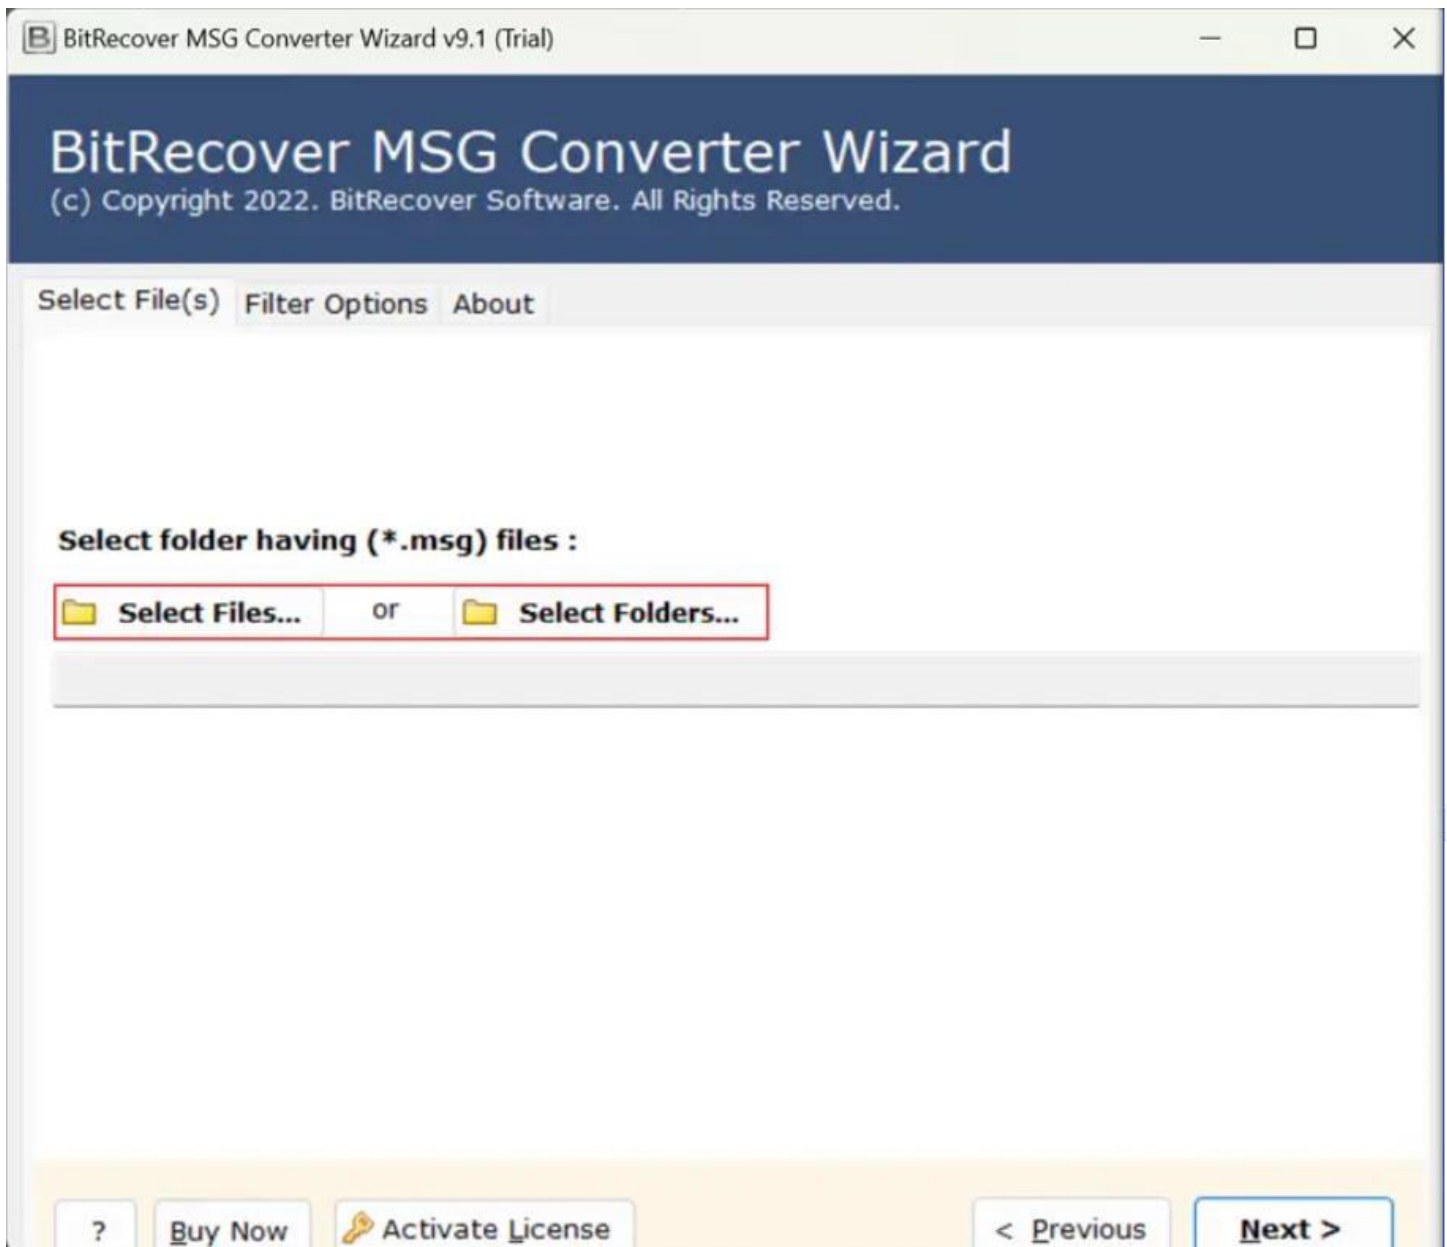 BitRecover MSG Converter Wizard v9.1 (Trial)
BitRecover MSG Converter Wizard
(c) Copyright 2022. BitRecover Software. All Rights Reserved.
Select File(s) Filter Options About
Select folder having (*.msg) files :
Select Files... or Select Folders...
? Buy Now Activate License < Previous Next >